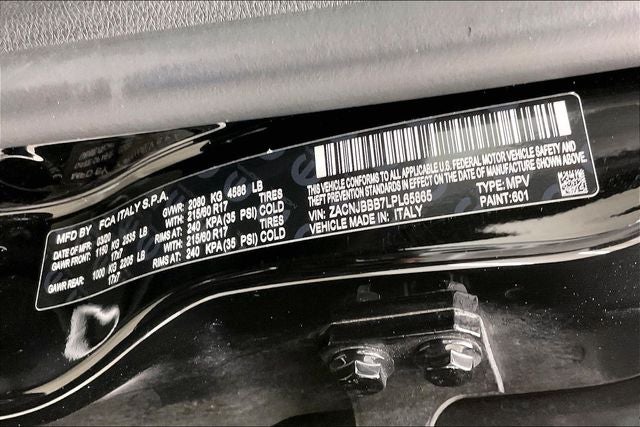 MFD BY FCA ITALY S.P.A.
DATE OF MFR: 03/20 GVWR: 2080 KG 4586 LB
GAWR FRONT: 1150 KG 2535 LB WITH: 215/60 R17 TIRES
17x7 RIMS AT: 240 KPA(35 PSI) COLD
GAWR REAR: 1000 KG 2205 LB WITH: 215/60 R17 TIRES
17x7 RIMS AT: 240 KPA(35 PSI) COLD
THIS VEHICLE CONFORMS TO ALL APPLICABLE U.S. FEDERAL MOTOR VEHICLE SAFETY AND
THEFT PREVENTION STANDARDS IN EFFECT ON THE DATE OF MANUFACTURE SHOWN ABOVE.
VIN: ZACNJBBB7LPL65865 TYPE: MPV
VEHICLE MADE IN: ITALY PAINT: 601